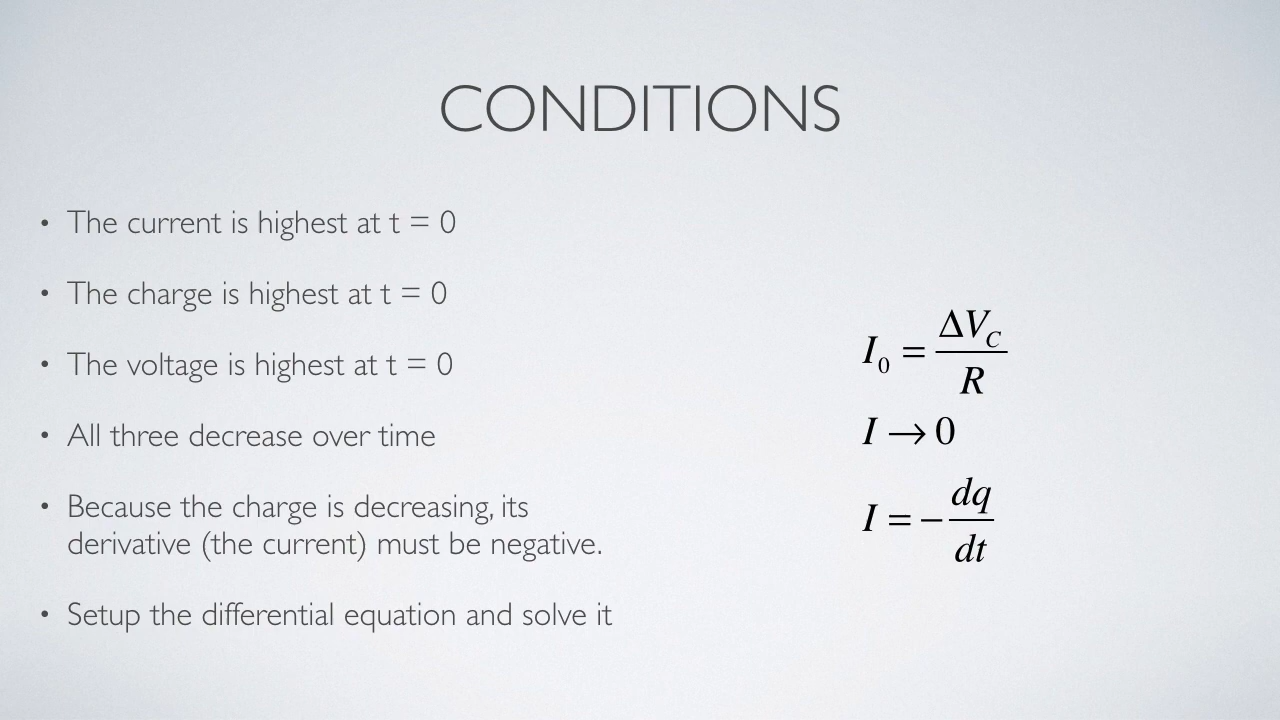 CONDITIONS
• The current is highest at t = 0
• The charge is highest at t = 0
• The voltage is highest at t = 0
• All three decrease over time
• Because the charge is decreasing, its
derivative (the current) must be negative.
• Setup the differential equation and solve it
I₀ = ΔV_C / R
I → 0
I = − dq / dt